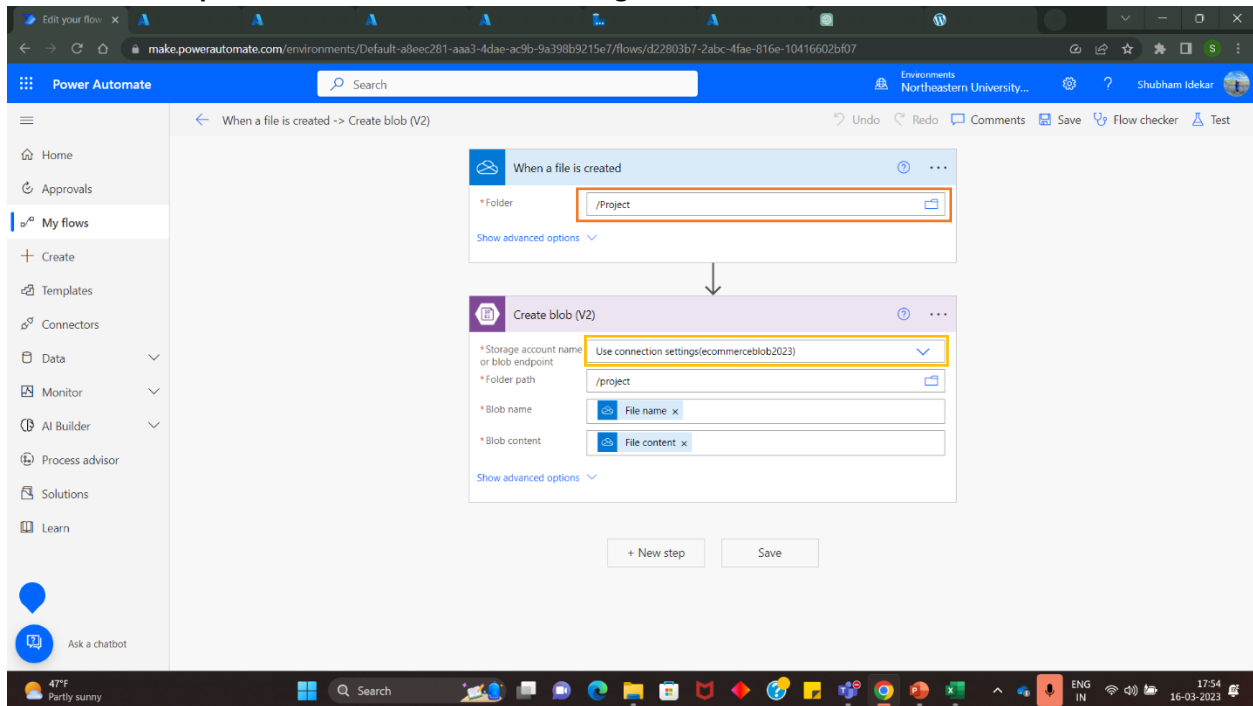 Edit your flow
L..
make.powerautomate.com/environments/Default-a8eec281-aaa3-4dae-ac9b-9a398b9215e7/flows/d22803b7-2abc-4fae-816e-10416602bf07
S
Power Automate
Search
Environments
Northeastern University...
?
Shubham Idekar
When a file is created -> Create blob (V2)
Undo
Redo
Comments
Save
Flow checker
Test
Home
Approvals
My flows
Create
Templates
Connectors
Data
Monitor
AI Builder
Process advisor
Solutions
Learn
Ask a chatbot
When a file is created
* Folder
/Project
Show advanced options
Create blob (V2)
* Storage account name
or blob endpoint
Use connection settings(ecommerceblob2023)
* Folder path
/project
* Blob name
File name x
* Blob content
File content x
Show advanced options
+ New step
Save
47°F
Partly sunny
Search
ENG
IN
17:54
16-03-2023